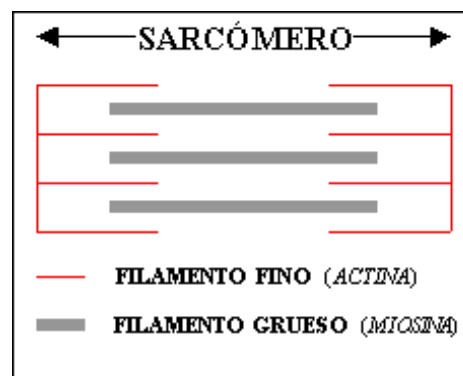 SARCÓMERO
FILAMENTO FINO (ACTINA)
FILAMENTO GRUESO (MIOSINA)